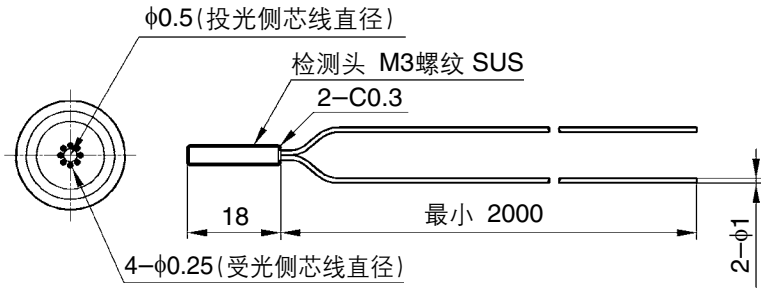 ϕ0.5(投光侧芯线直径)
检测头 M3螺纹 SUS
2–C0.3
18
最小 2000
2–ϕ1
4–ϕ0.25(受光侧芯线直径)